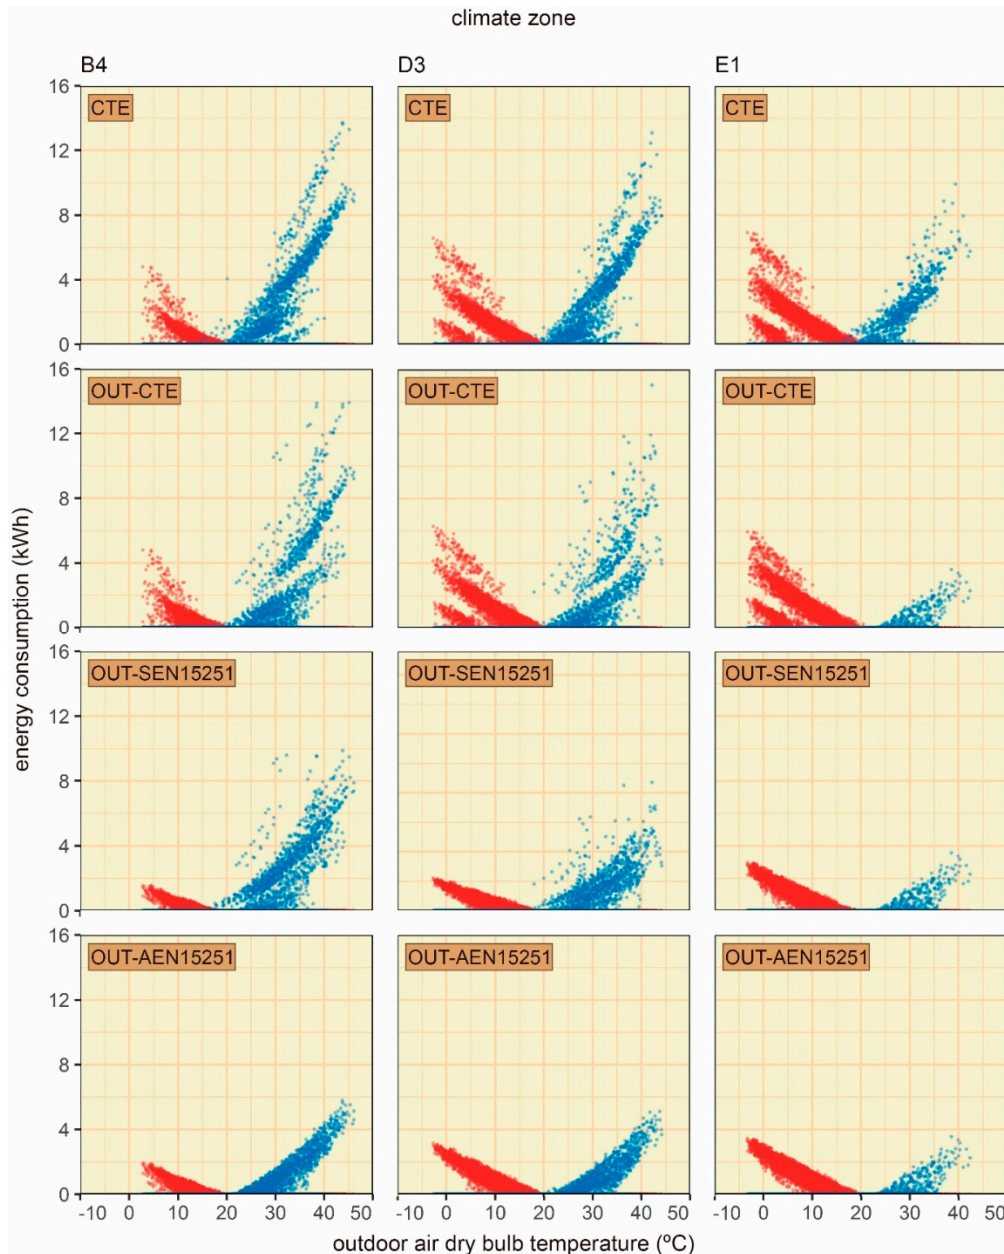 climate zone
B4 D3 E1
16
CTE CTE CTE
12
8
4
0
16
OUT-CTE OUT-CTE OUT-CTE
12
8
4
0
energy consumption (kWh)
16
OUT-SEN15251 OUT-SEN15251 OUT-SEN15251
12
8
4
0
16
OUT-AEN15251 OUT-AEN15251 OUT-AEN15251
12
8
4
0
-10 0 10 20 30 40 50 -10 0 10 20 30 40 50 -10 0 10 20 30 40 50
outdoor air dry bulb temperature (ºC)